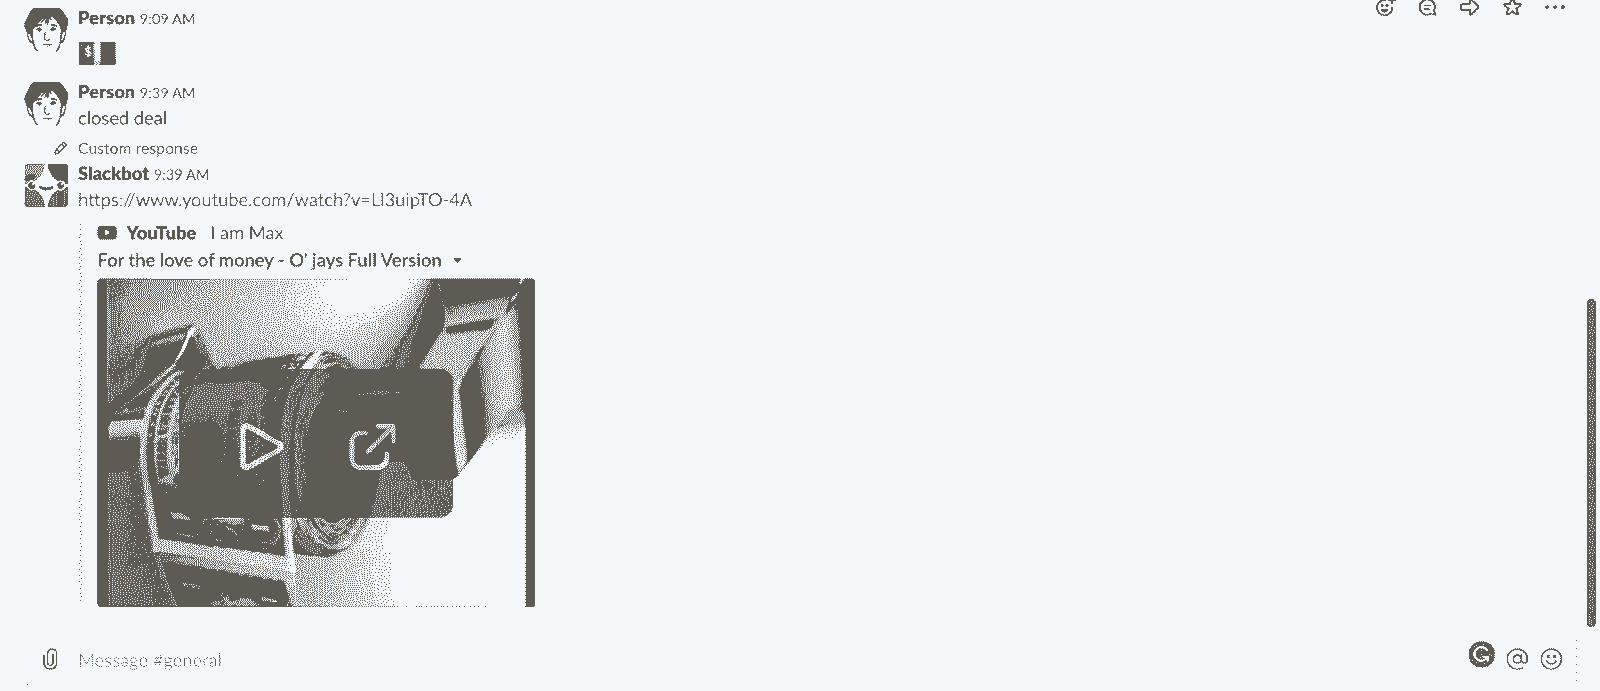 Person 9:09 AM
$
Person 9:39 AM
closed deal
Custom response
Slackbot 9:39 AM
https://www.youtube.com/watch?v=LI3uipTO-4A
YouTube I am Max
For the love of money - O' jays Full Version
Message #general